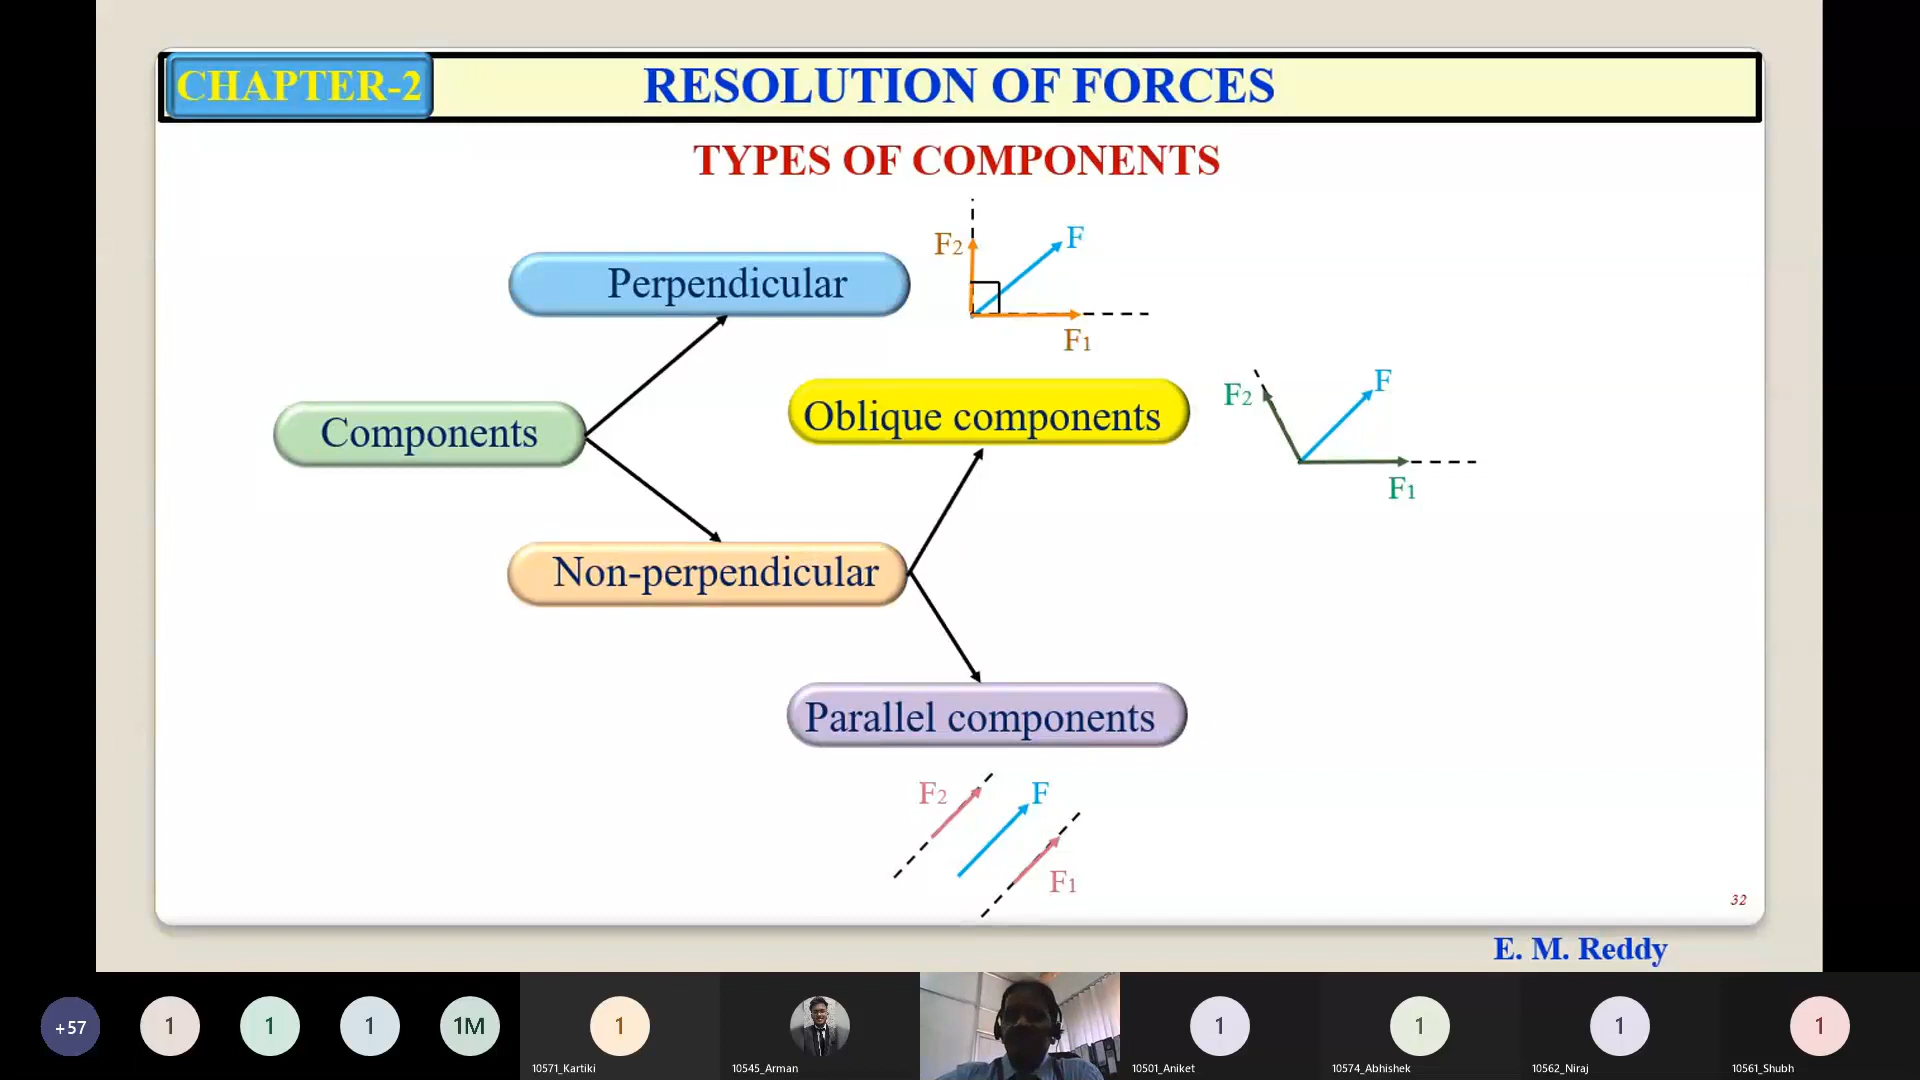 CHAPTER-2
RESOLUTION OF FORCES
TYPES OF COMPONENTS
F2
F
Perpendicular
F1
F
F2
Oblique components
Components
F1
Non-perpendicular
Parallel components
F2
F
F1
32
E. M. Reddy
+57
1
1
1
1M
1
1
1
1
1
10571_Kartiki
10545_Arman
10501_Aniket
10574_Abhishek
10562_Niraj
10561_Shubh